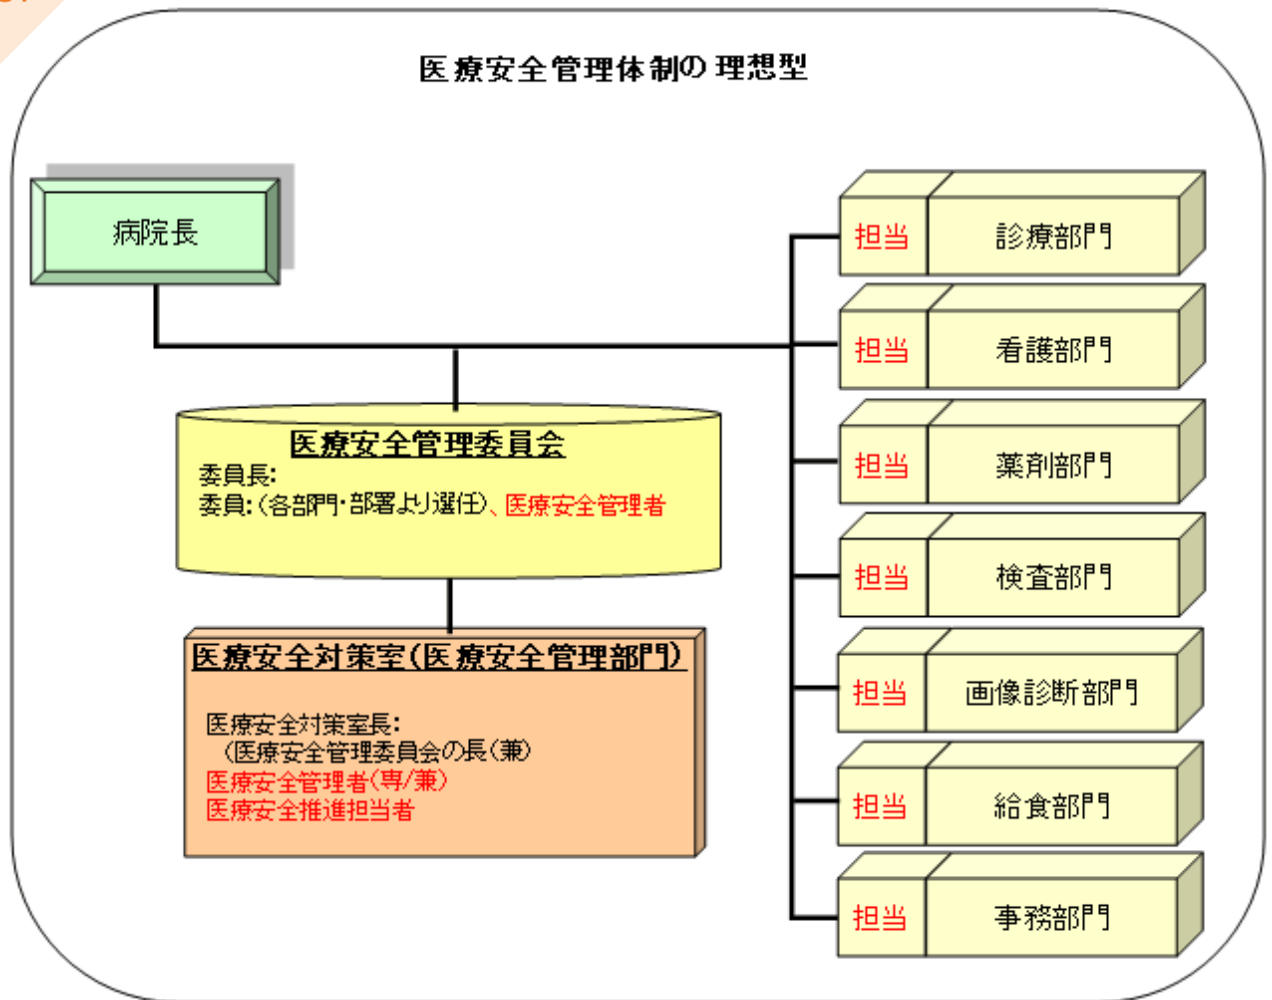 医療安全管理体制の理想型
病院長
医療安全管理委員会
委員長:
委員:(各部門・部署より選任)、医療安全管理者
医療安全対策室(医療安全管理部門)
医療安全対策室長:
(医療安全管理委員会の長(兼)
医療安全管理者(専/兼)
医療安全推進担当者
担当 診療部門
担当 看護部門
担当 薬剤部門
担当 検査部門
担当 画像診断部門
担当 給食部門
担当 事務部門